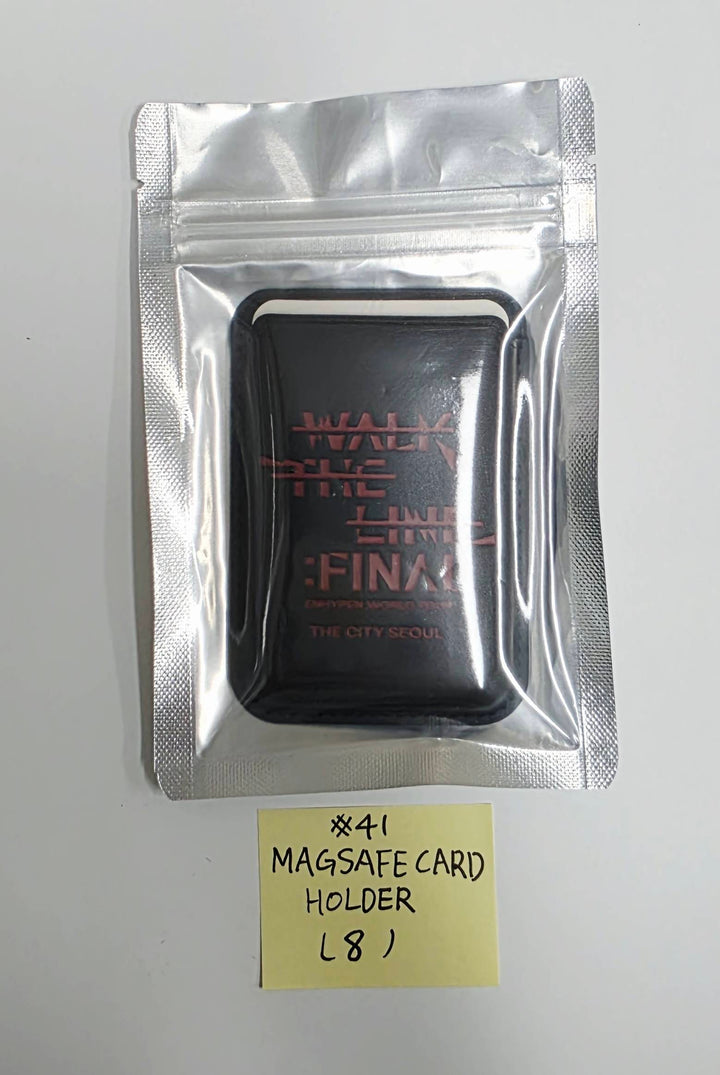 WALK
THE
LINE
:FINAL
ENHYPEN WORLD TOUR
THE CITY SEOUL
#41
MAGSAFE CARD
HOLDER
(8)